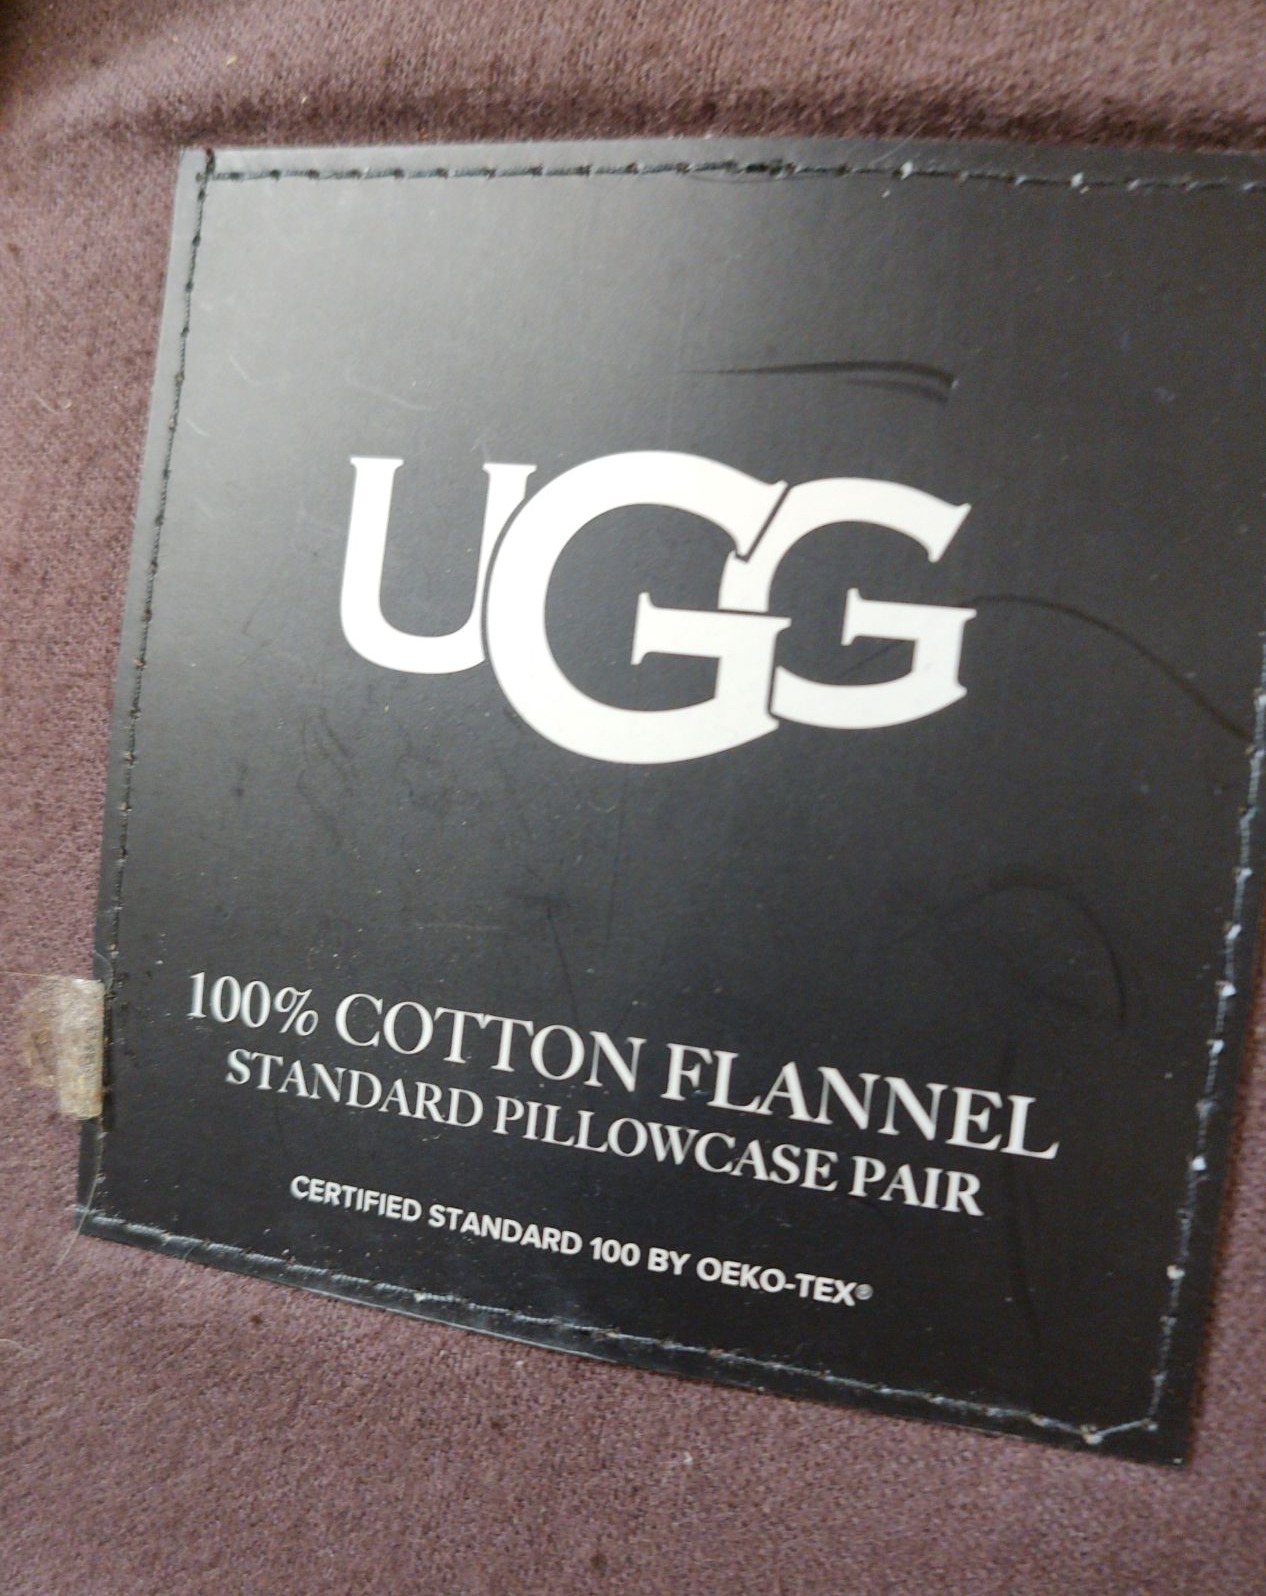 UGG
100% COTTON FLANNEL
STANDARD PILLOWCASE PAIR
CERTIFIED STANDARD 100 BY OEKO-TEX®